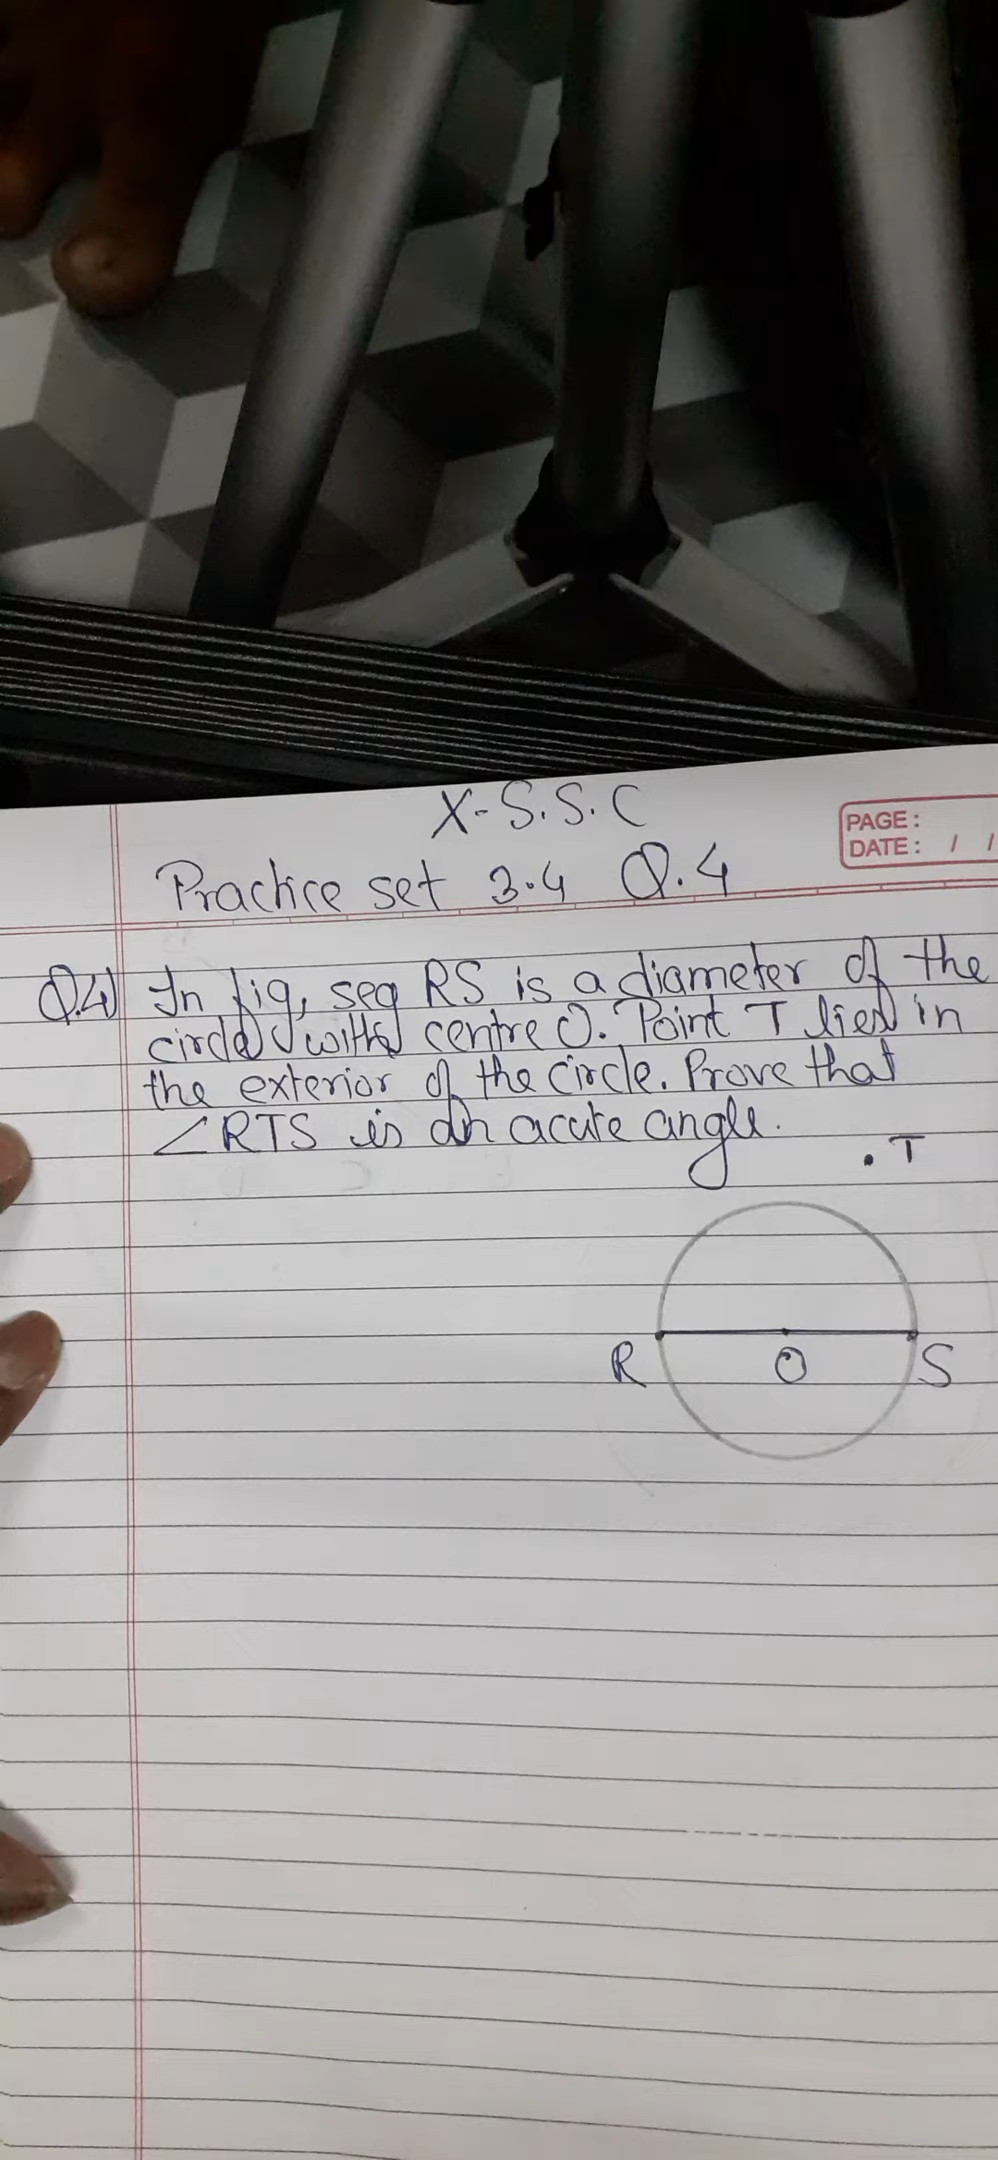 X-S.S.C
PAGE:
DATE: / /
Practice set 3.4 Q.4
Q.4) In fig, seg RS is a diameter of the
circle with centre O. Point T lies in
the exterior of the circle. Prove that
∠RTS is an acute angle.
. T
R O S